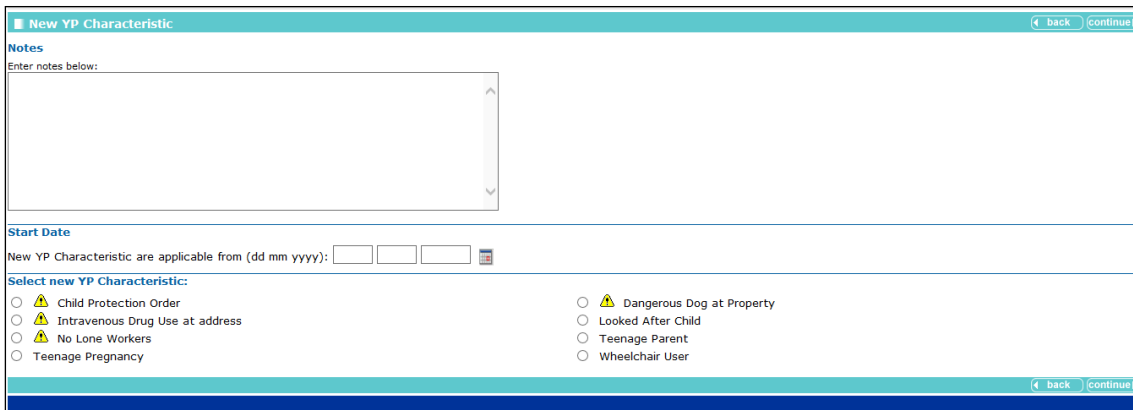 New YP Characteristic back continue
Notes
Enter notes below:
Start Date
New YP Characteristic are applicable from (dd mm yyyy):
Select new YP Characteristic:
Child Protection Order Dangerous Dog at Property
Intravenous Drug Use at address Looked After Child
No Lone Workers Teenage Parent
Teenage Pregnancy Wheelchair User
back continue